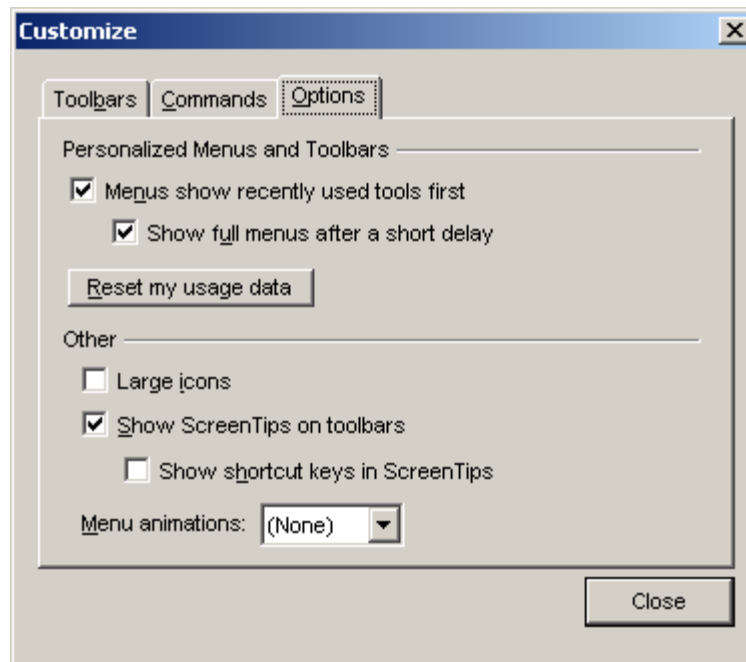 Customize
Toolbars Commands Options
Personalized Menus and Toolbars
Menus show recently used tools first
Show full menus after a short delay
Reset my usage data
Other
Large icons
Show ScreenTips on toolbars
Show shortcut keys in ScreenTips
Menu animations: (None)
Close